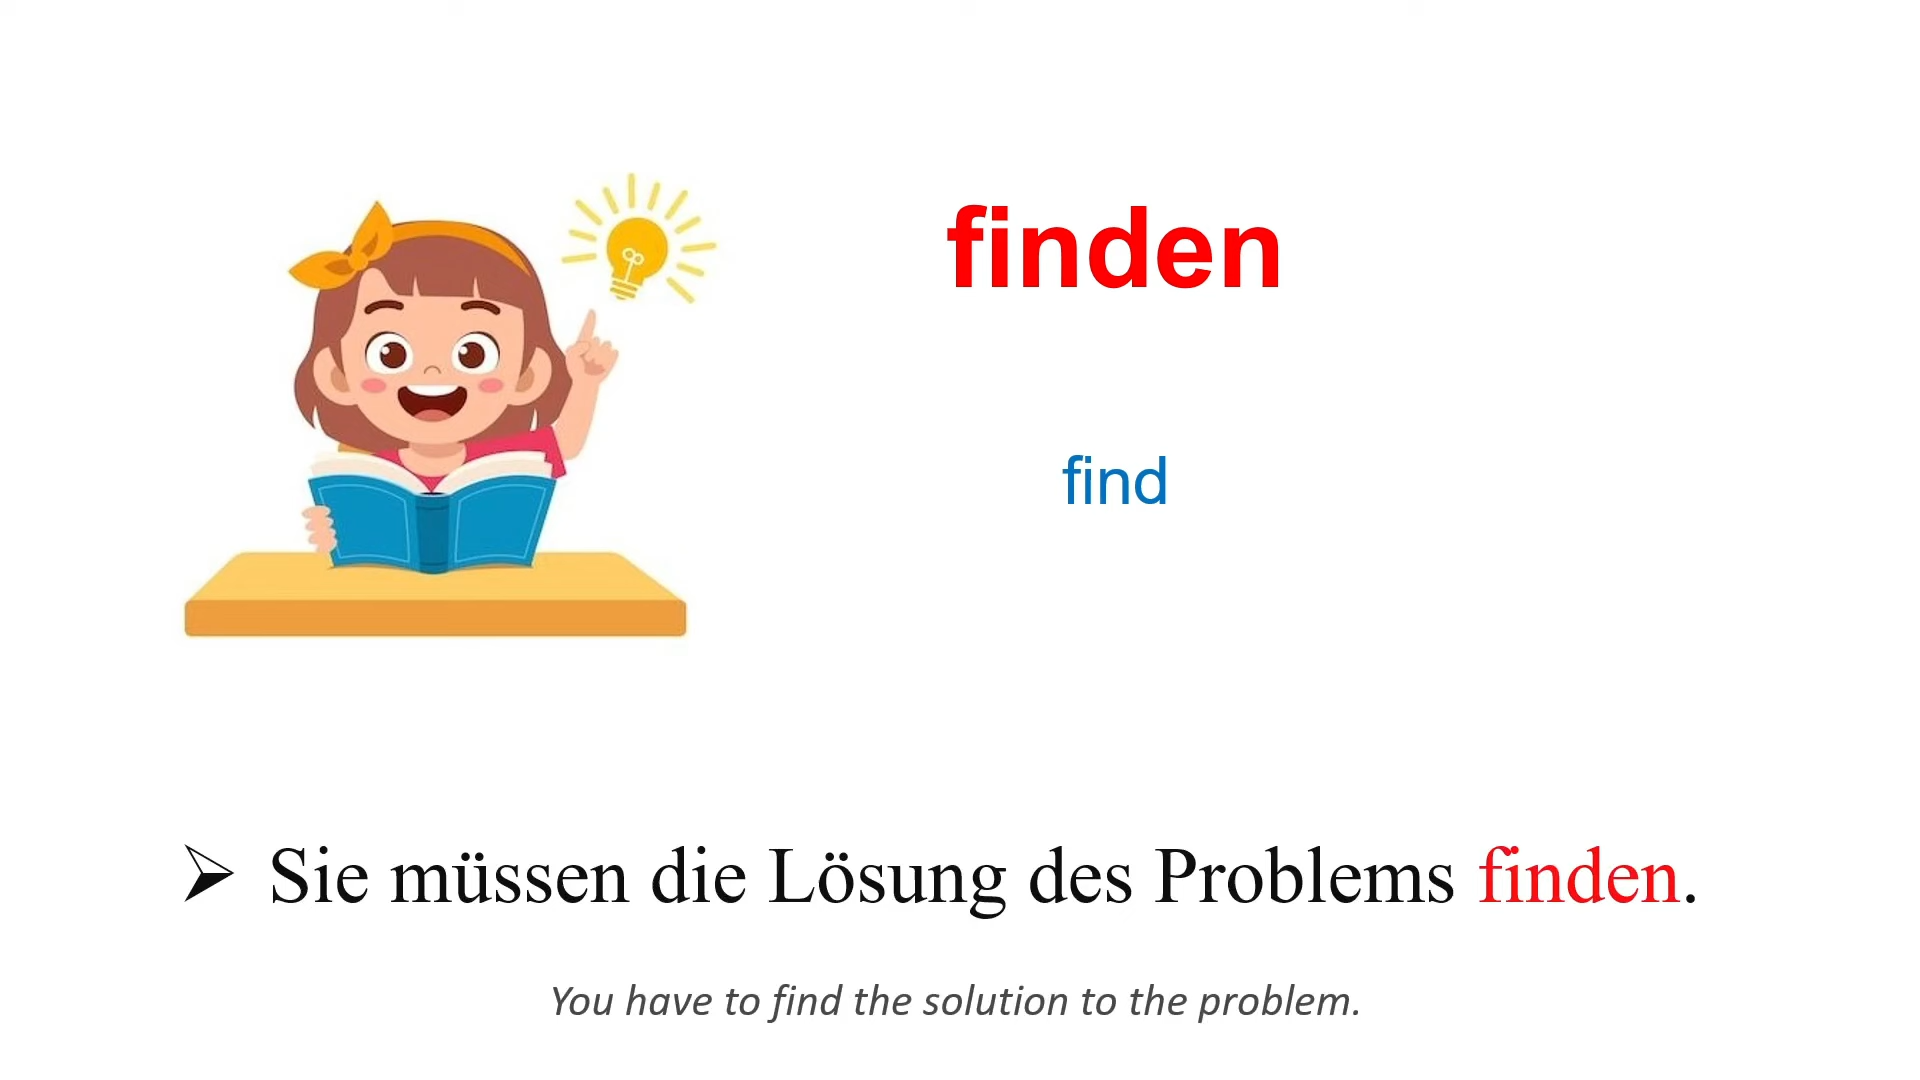 finden
find
➢ Sie müssen die Lösung des Problems finden.
You have to find the solution to the problem.